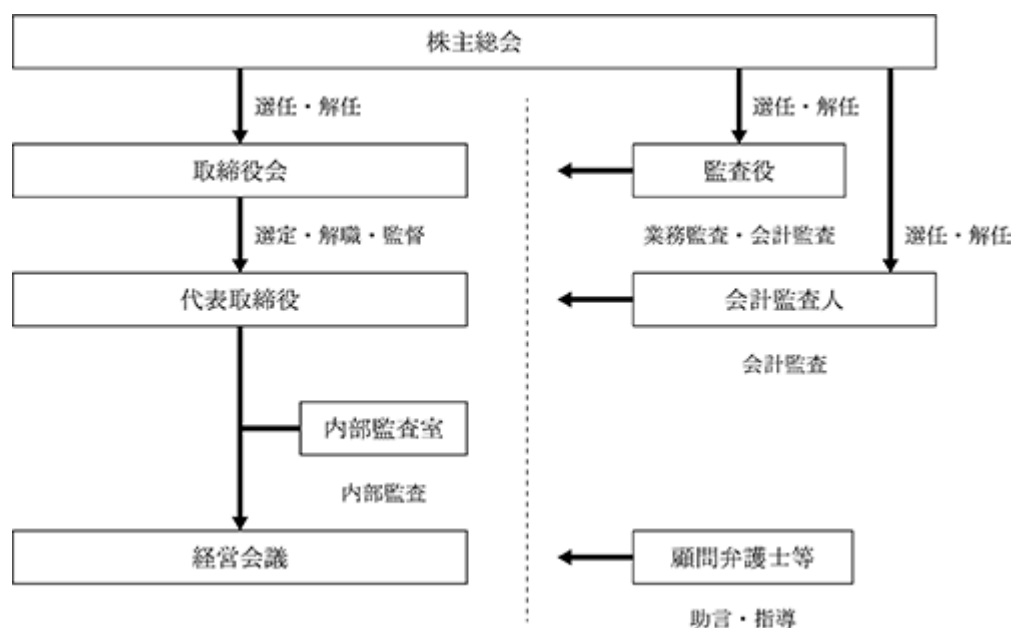 株主総会
選任・解任
選任・解任
取締役会
監査役
選定・解職・監督
業務監査・会計監査
選任・解任
代表取締役
会計監査人
会計監査
内部監査室
内部監査
経営会議
顧問弁護士等
助言・指導